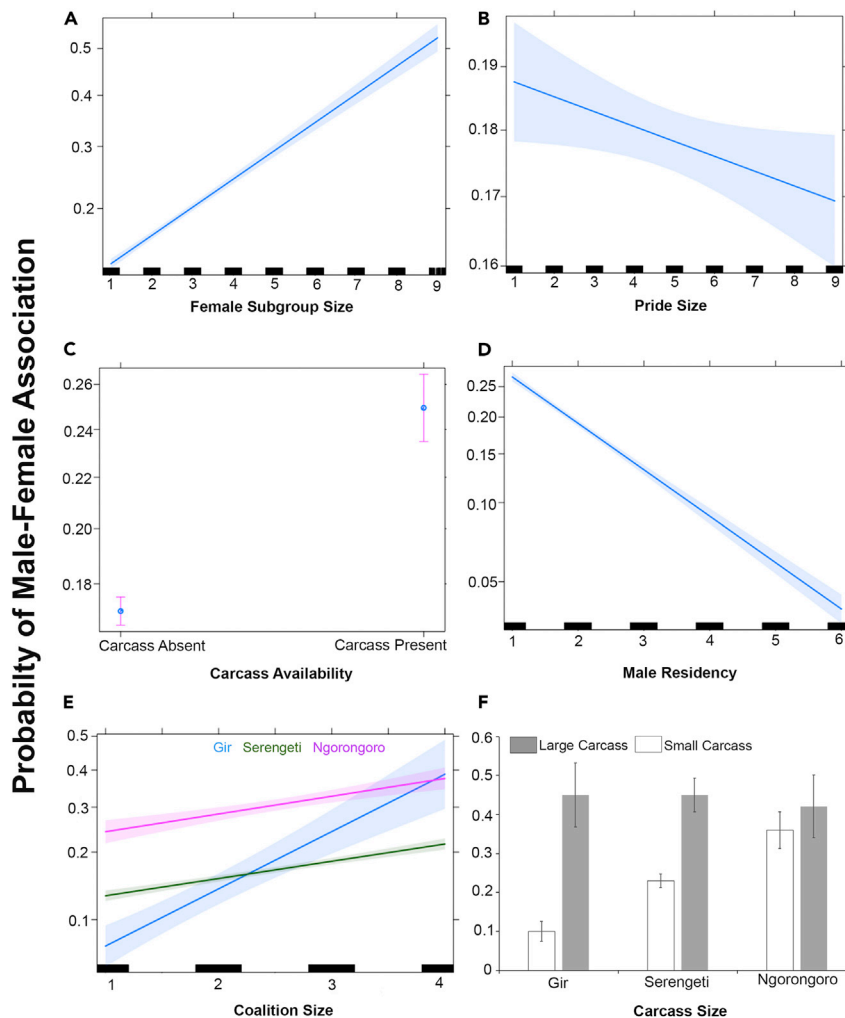 Probabilty of Male-Female Association
A
0.5
0.4
0.3
0.2
1 2 3 4 5 6 7 8 9
Female Subgroup Size
B
0.19
0.18
0.17
0.16
1 2 3 4 5 6 7 8 9
Pride Size
C
0.26
0.24
0.22
0.20
0.18
Carcass Absent Carcass Present
Carcass Availability
D
0.25
0.20
0.15
0.10
0.05
1 2 3 4 5 6
Male Residency
E
Gir Serengeti Ngorongoro
0.5
0.4
0.3
0.2
0.1
1 2 3 4
Coalition Size
F
Large Carcass Small Carcass
0.6
0.5
0.4
0.3
0.2
0.1
0
Gir Serengeti Ngorongoro
Carcass Size